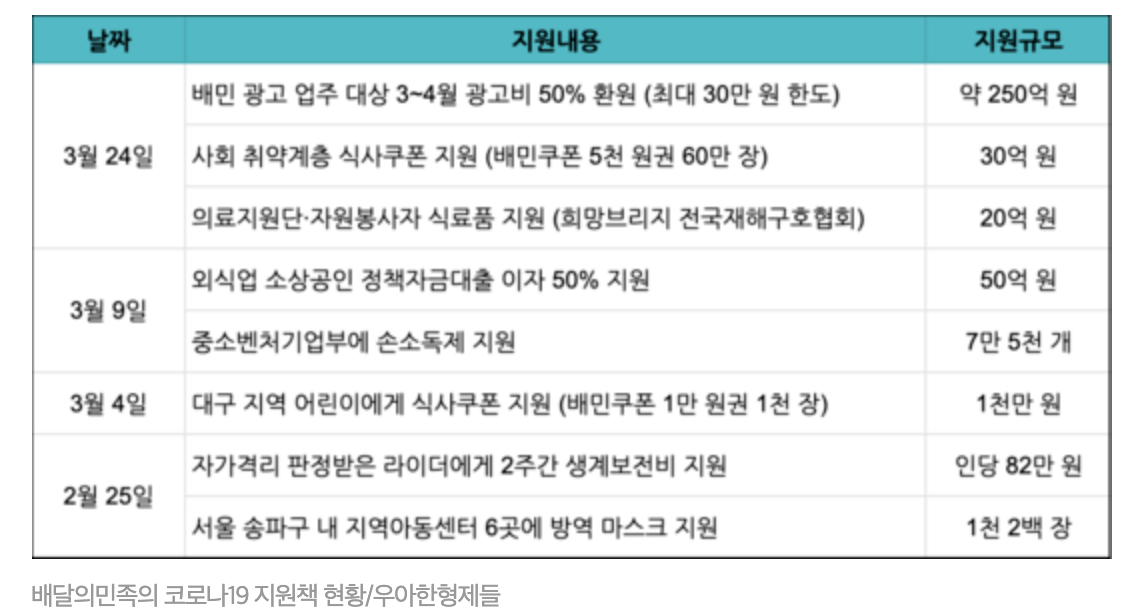 날짜 지원내용 지원규모
배민 광고 업주 대상 3~4월 광고비 50% 환원 (최대 30만 원 한도) 약 250억 원
3월 24일 사회 취약계층 식사쿠폰 지원 (배민쿠폰 5천 원권 60만 장) 30억 원
의료지원단·자원봉사자 식료품 지원 (희망브리지 전국재해구호협회) 20억 원
외식업 소상공인 정책자금대출 이자 50% 지원 50억 원
3월 9일
중소벤처기업부에 손소독제 지원 7만 5천 개
3월 4일 대구 지역 어린이에게 식사쿠폰 지원 (배민쿠폰 1만 원권 1천 장) 1천만 원
자가격리 판정받은 라이더에게 2주간 생계보전비 지원 인당 82만 원
2월 25일
서울 송파구 내 지역아동센터 6곳에 방역 마스크 지원 1천 2백 장
배달의민족의 코로나19 지원책 현황/우아한형제들